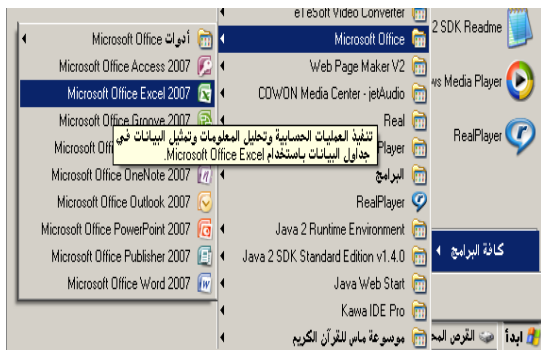 2 SDK Readme
ws Media Player
RealPlayer
كافة البرامج
ابدأ
القرص المح
eTeSoft Video Converter
Microsoft Office
Web Page Maker V2
COWON Media Center - jetAudio
Real
Player
البرامج
RealPlayer
Java 2 Runtime Environment
Java 2 SDK Standard Edition v1.4.0
Java Web Start
Kawa IDE Pro
موسوعة ماس للقرآن الكريم
أدوات Microsoft Office
Microsoft Office Access 2007
Microsoft Office Excel 2007
Microsoft Office Groove 2007
Microsoft Offi
Microsoft Office OneNote 2007
Microsoft Office Outlook 2007
Microsoft Office PowerPoint 2007
Microsoft Office Publisher 2007
Microsoft Office Word 2007
تنفيذ العمليات الحسابية وتحليل المعلومات وتمثيل البيانات في
جداول البيانات باستخدام Microsoft Office Excel.